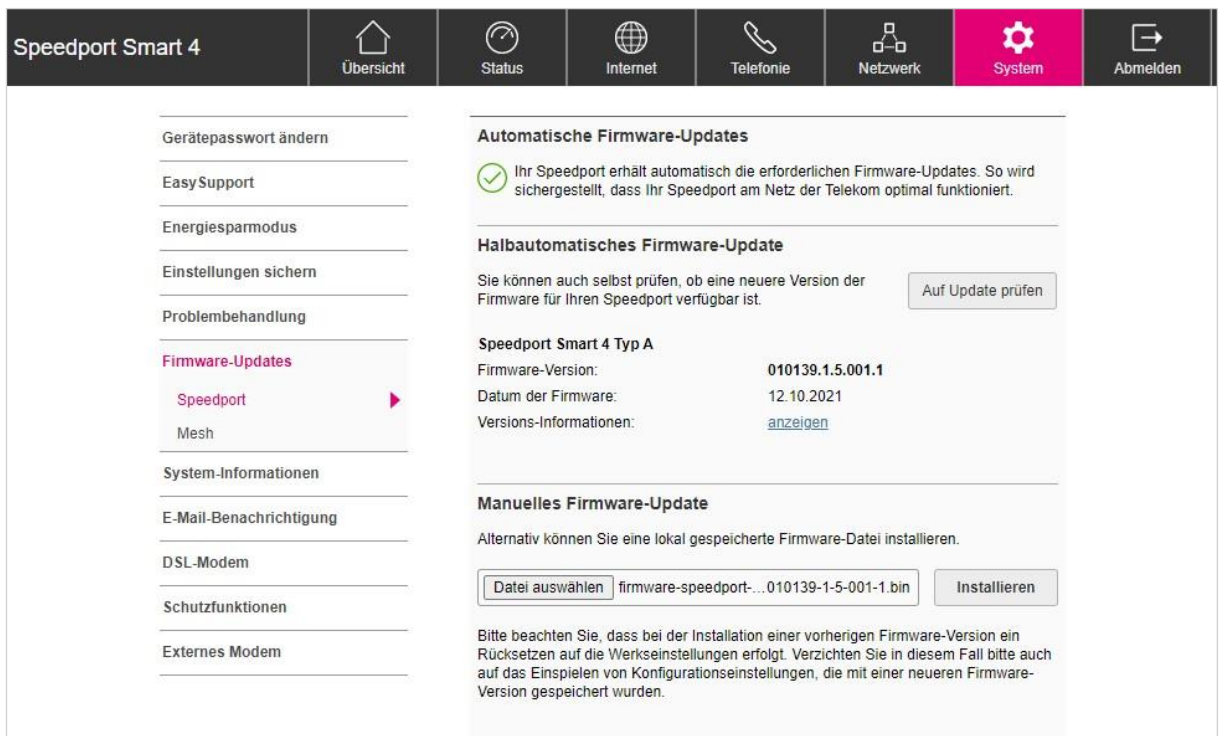 Speedport Smart 4
Übersicht
Status
Internet
Telefonie
Netzwerk
System
Abmelden
Gerätepasswort ändern
EasySupport
Energiesparmodus
Einstellungen sichern
Problembehandlung
Firmware-Updates
Speedport
Mesh
System-Informationen
E-Mail-Benachrichtigung
DSL-Modem
Schutzfunktionen
Externes Modem
Automatische Firmware-Updates
Ihr Speedport erhält automatisch die erforderlichen Firmware-Updates. So wird
sichergestellt, dass Ihr Speedport am Netz der Telekom optimal funktioniert.
Halbautomatisches Firmware-Update
Sie können auch selbst prüfen, ob eine neuere Version der
Firmware für Ihren Speedport verfügbar ist.
Auf Update prüfen
Speedport Smart 4 Typ A
Firmware-Version: 010139.1.5.001.1
Datum der Firmware: 12.10.2021
Versions-Informationen: anzeigen
Manuelles Firmware-Update
Alternativ können Sie eine lokal gespeicherte Firmware-Datei installieren.
Datei auswählen firmware-speedport-...010139-1-5-001-1.bin Installieren
Bitte beachten Sie, dass bei der Installation einer vorherigen Firmware-Version ein
Rücksetzen auf die Werkseinstellungen erfolgt. Verzichten Sie in diesem Fall bitte auch
auf das Einspielen von Konfigurationseinstellungen, die mit einer neueren Firmware-
Version gespeichert wurden.